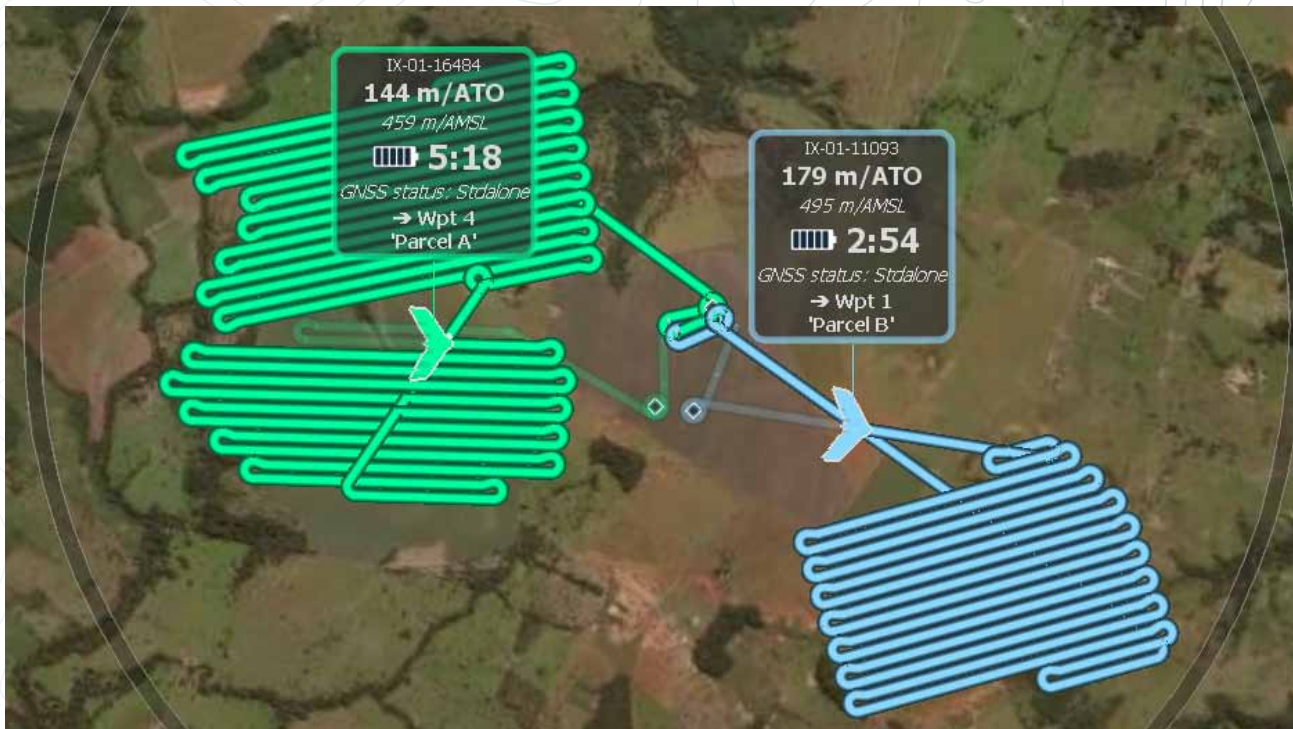 IX-01-16484
144 m/ATO
459 m/AMSL
5:18
GNSS status: Stdalone
➔ Wpt 4
'Parcel A'
IX-01-11093
179 m/ATO
495 m/AMSL
2:54
GNSS status: Stdalone
➔ Wpt 1
'Parcel B'